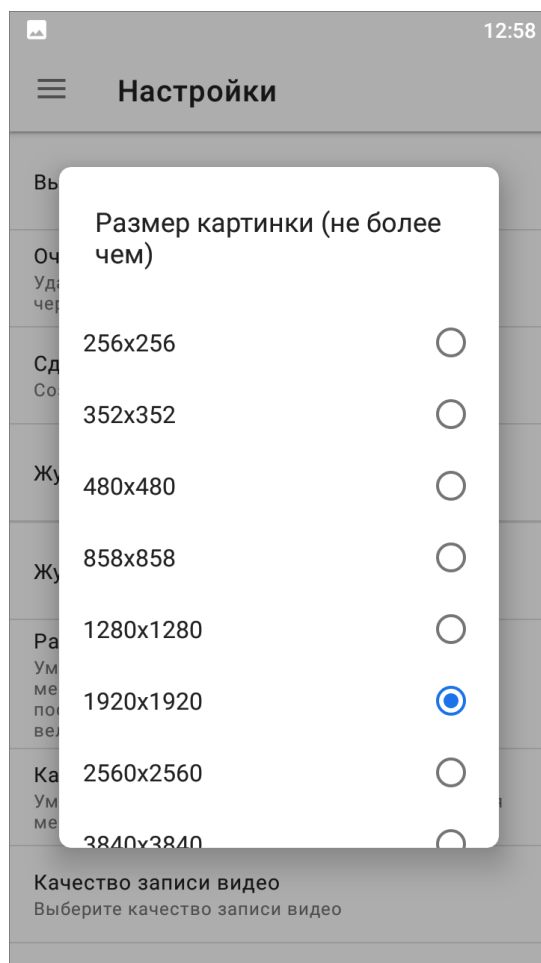 12:58
Настройки
Размер картинки (не более
чем)
256x256
352x352
480x480
858x858
1280x1280
1920x1920
2560x2560
3840x3840
Качество записи видео
Выберите качество записи видео